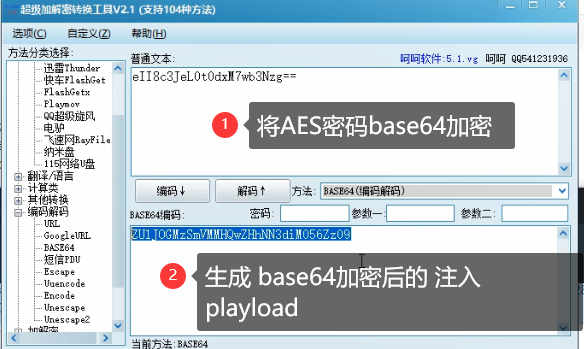 超级加解密转换工具V2.1 (支持104种方法)
选项(C) 自定义(Z) 帮助(H)
方法分类选择:
迅雷Thunder
快车FlashGet
FlashGetx
Playmov
QQ超级旋风
电驴
飞速网RayFile
纳米盘
115网络U盘
翻译/语言
计算类
其他转换
编码解码
URL
GoogleURL
BASE64
短信PDU
Escape
Uuencode
Encode
Unescape
Unescape2
加解密
普通文本: 呵呵软件:5.1.vg 呵呵 QQ541231936
eII8c3JeL0t0dxM7wb3Nzg==
1 将AES密码base64加密
编码↓ 解码↑ 方法: BASE64(编码解码)
BASE64编码: 密码: 参数一: 参数二:
ZUlJOGMzSmVMMHQwZHhNN3diM056Zz09
2 生成 base64加密后的 注入
playload
当前方法:BASE64